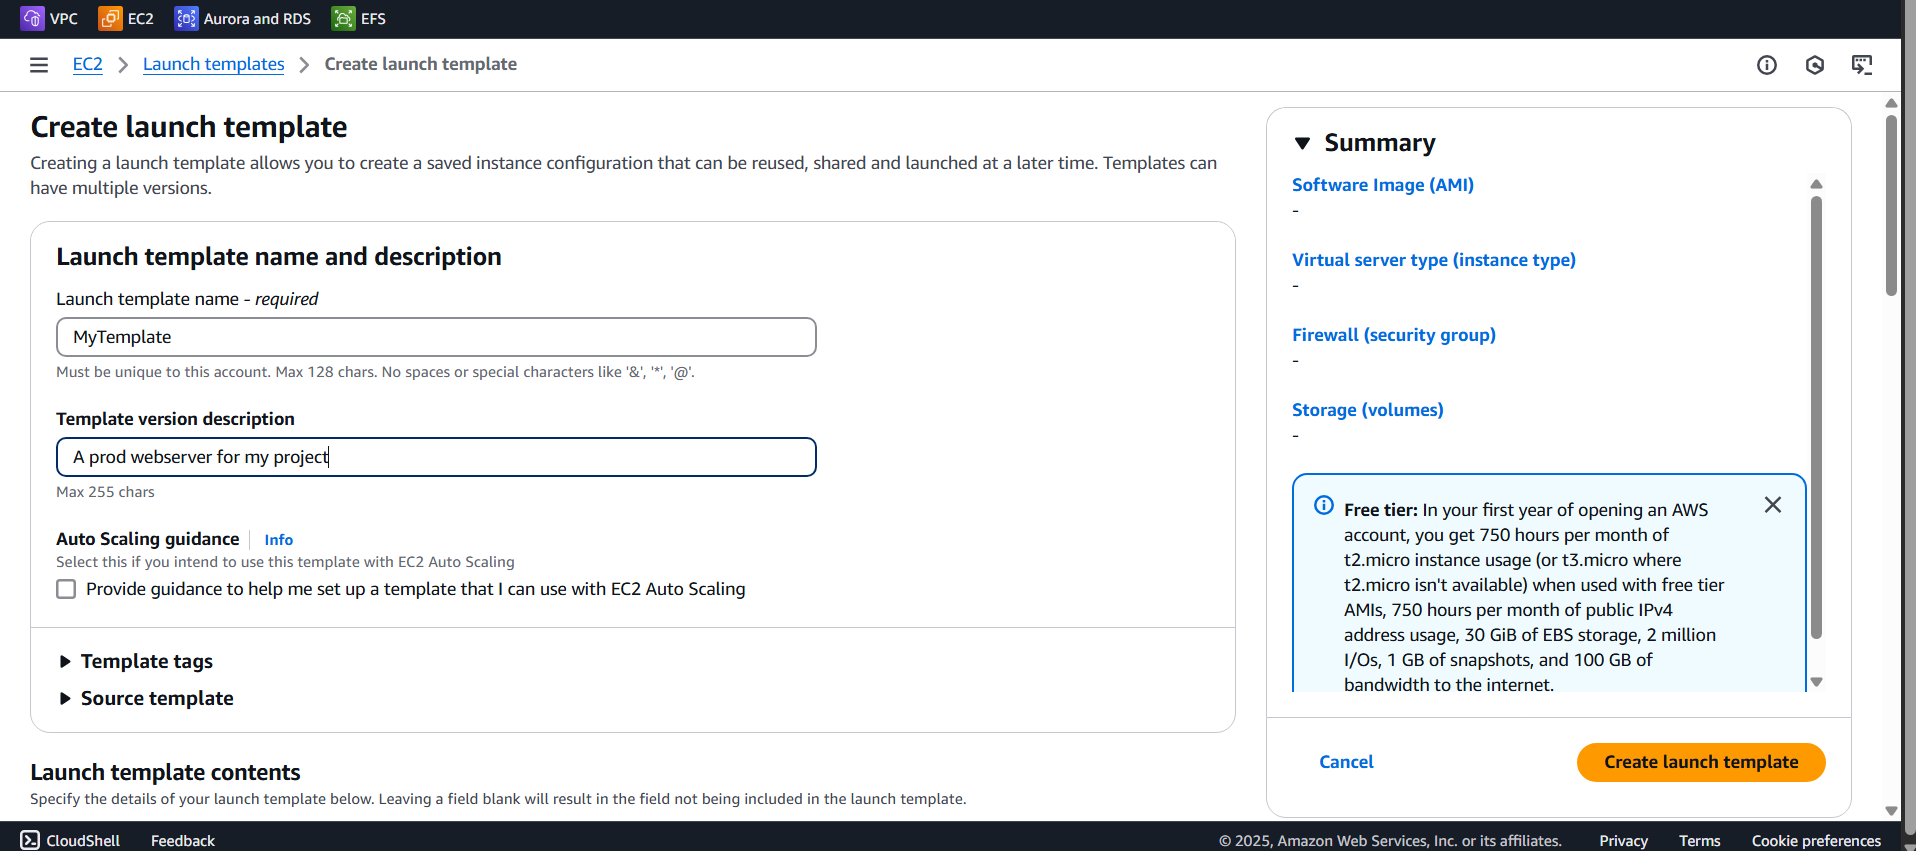 VPC EC2 Aurora and RDS EFS
EC2 Launch templates Create launch template
Create launch template
Creating a launch template allows you to create a saved instance configuration that can be reused, shared and launched at a later time. Templates can
have multiple versions.
Launch template name and description
Launch template name - required
MyTemplate
Must be unique to this account. Max 128 chars. No spaces or special characters like '&', '*', '@'.
Template version description
A prod webserver for my project
Max 255 chars
Auto Scaling guidance Info
Select this if you intend to use this template with EC2 Auto Scaling
Provide guidance to help me set up a template that I can use with EC2 Auto Scaling
Template tags
Source template
Launch template contents
Specify the details of your launch template below. Leaving a field blank will result in the field not being included in the launch template.
Summary
Software Image (AMI)
-
Virtual server type (instance type)
-
Firewall (security group)
-
Storage (volumes)
-
Free tier: In your first year of opening an AWS
account, you get 750 hours per month of
t2.micro instance usage (or t3.micro where
t2.micro isn't available) when used with free tier
AMIs, 750 hours per month of public IPv4
address usage, 30 GiB of EBS storage, 2 million
I/Os, 1 GB of snapshots, and 100 GB of
bandwidth to the internet.
Cancel Create launch template
CloudShell Feedback © 2025, Amazon Web Services, Inc. or its affiliates. Privacy Terms Cookie preferences